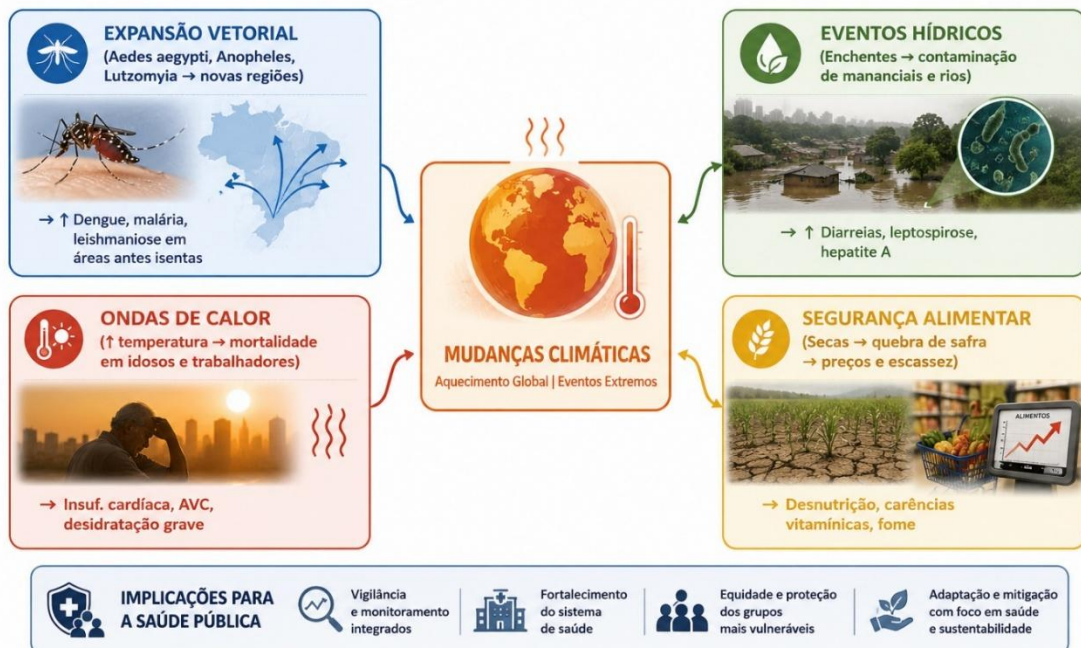 EXPANSÃO VETORIAL
(Aedes aegypti, Anopheles,
Lutzomyia → novas regiões)
→ ↑ Dengue, malária,
leishmaniose em
áreas antes isentas
EVENTOS HÍDRICOS
(Enchentes → contaminação
de mananciais e rios)
→ ↑ Diarreias, leptospirose,
hepatite A
MUDANÇAS CLIMÁTICAS
Aquecimento Global | Eventos Extremos
ONDAS DE CALOR
(↑ temperatura → mortalidade
em idosos e trabalhadores)
→ Insuf. cardíaca, AVC,
desidratação grave
SEGURANÇA ALIMENTAR
(Secas → quebra de safra
→ preços e escassez)
ALIMENTOS
→ Desnutrição, carências
vitamínicas, fome
IMPLICAÇÕES PARA
A SAÚDE PÚBLICA
Vigilância
e monitoramento
integrados
Fortalecimento
do sistema
de saúde
Equidade e proteção
dos grupos
mais vulneráveis
Adaptação e mitigação
com foco em saúde
e sustentabilidade